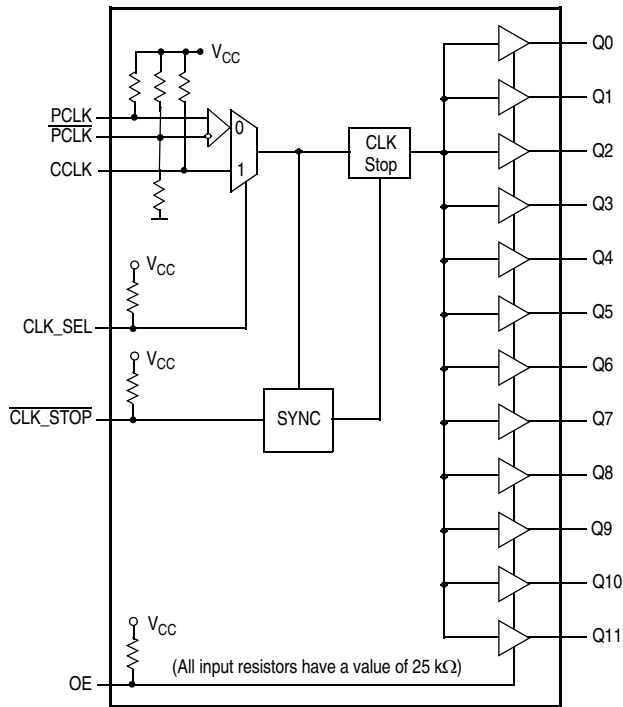 VCC
PCLK
PCLK
CCLK
0
1
CLK
Stop
VCC
CLK_SEL
VCC
CLK_STOP
SYNC
VCC
OE
(All input resistors have a value of 25 kΩ)
Q0
Q1
Q2
Q3
Q4
Q5
Q6
Q7
Q8
Q9
Q10
Q11